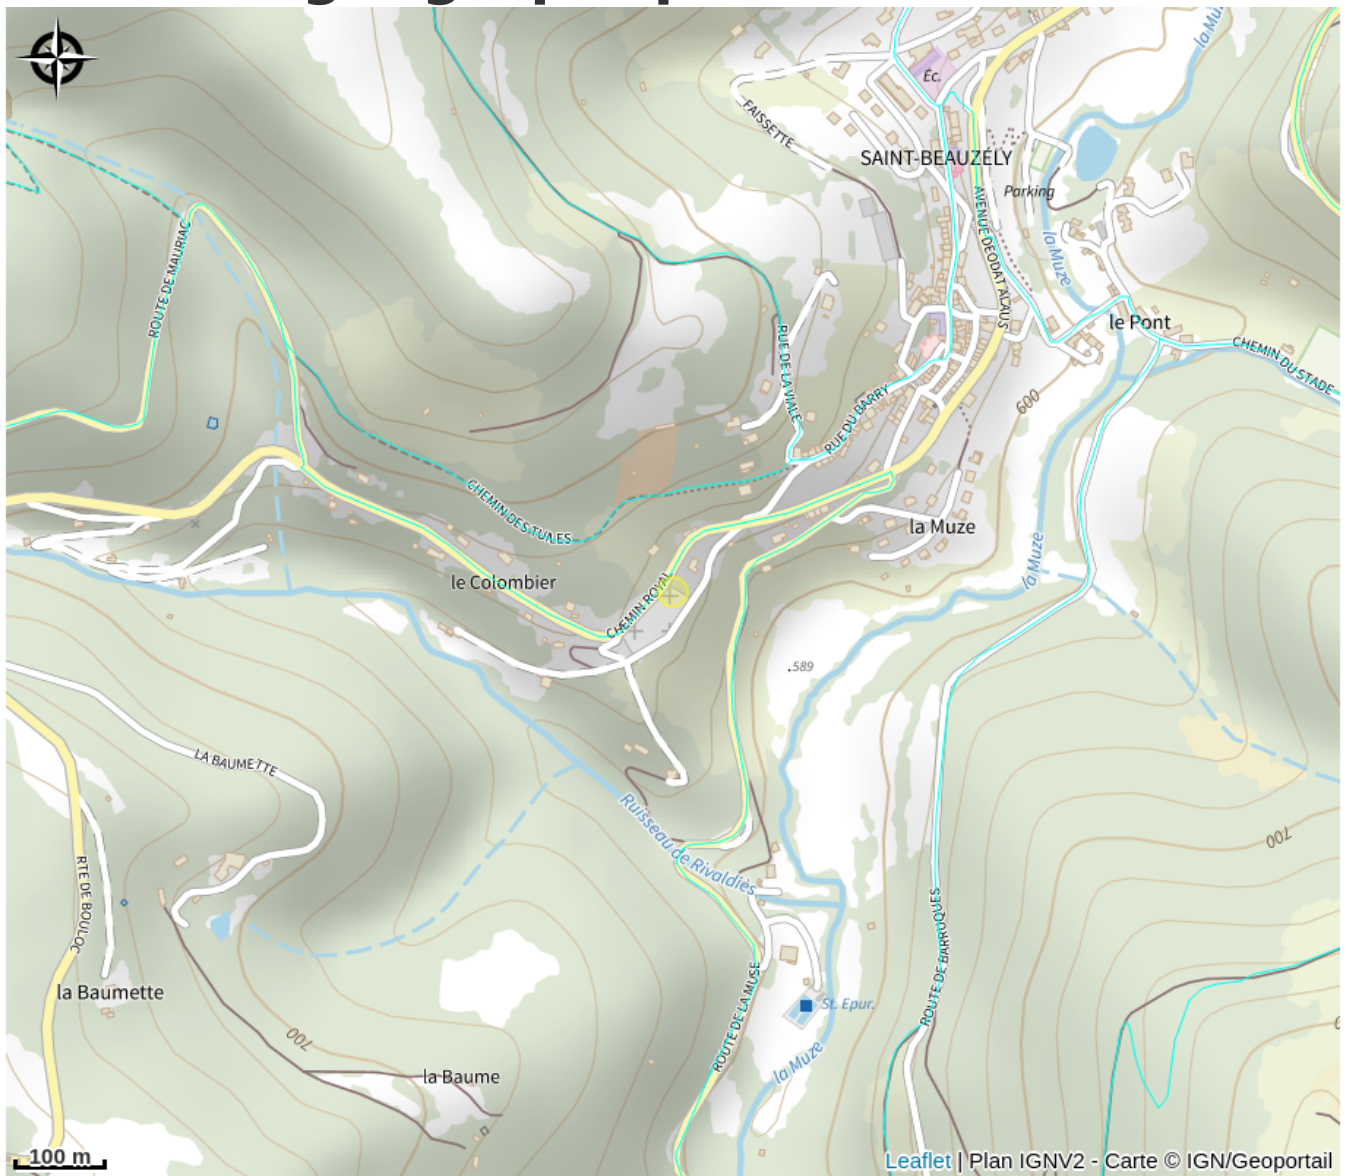 la Muze
Éc.
FAISSETTE
SAINT-BEAUZÉLY
Parking
AVENUE DEODAT ALAUS
la Muze
ROUTE DE MAURIAC
le Pont
CHEMIN DU STADE
RUE DE LA VIALE
RUE DU BARRY
600
CHEMIN DES TUILES
la Muze
la Muze
le Colombier
CHEMIN ROYAL
.589
LA BAUMETTE
Ruisseau de Rivaldiès
700
RTE DE BOULOC
ROUTE DE BARRUQUES
la Baumette
ROUTE DE LA MUSE
St. Epur.
700
la Muze
la Baume
100 m
Leaflet | Plan IGNV2 - Carte © IGN/Geoportail